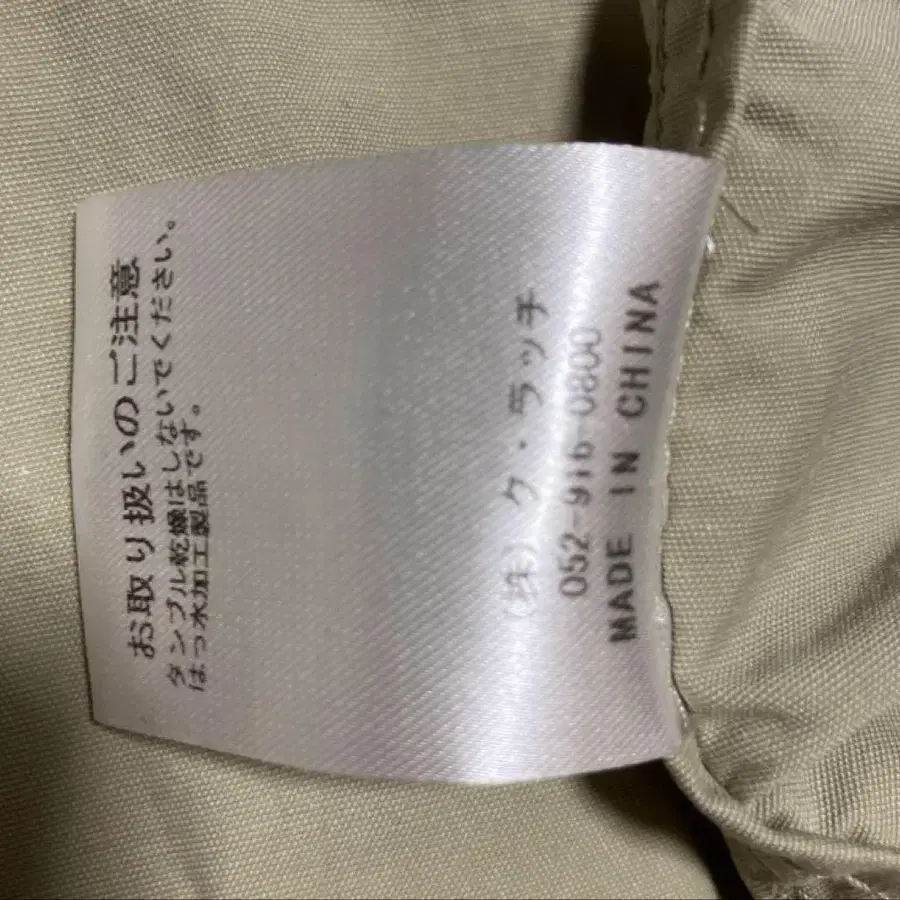 お取り扱いのご注意
タンブル乾燥はしないでください。
はっ水加工製品です。
(株)ク・ラッチ
052-916-0800
MADE IN CHINA